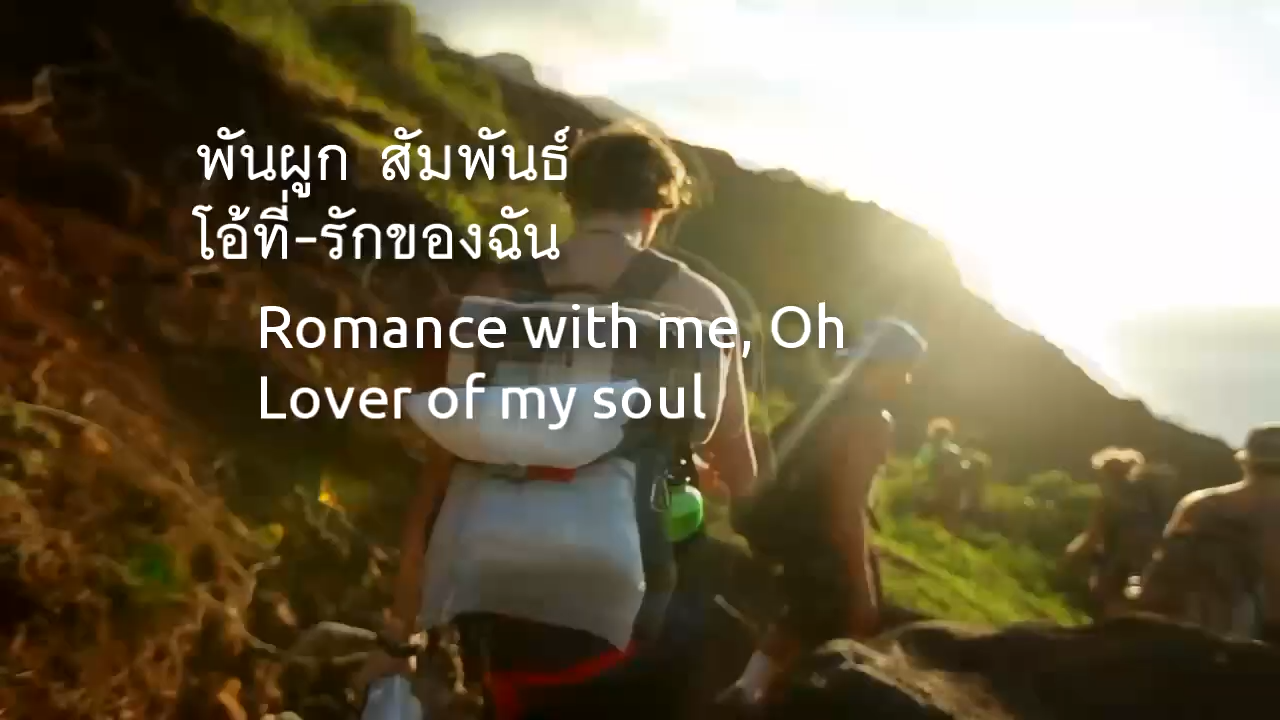 พันผูก สัมพันธ์
โอ้ที่-รักของฉัน
Romance with me, Oh
Lover of my soul